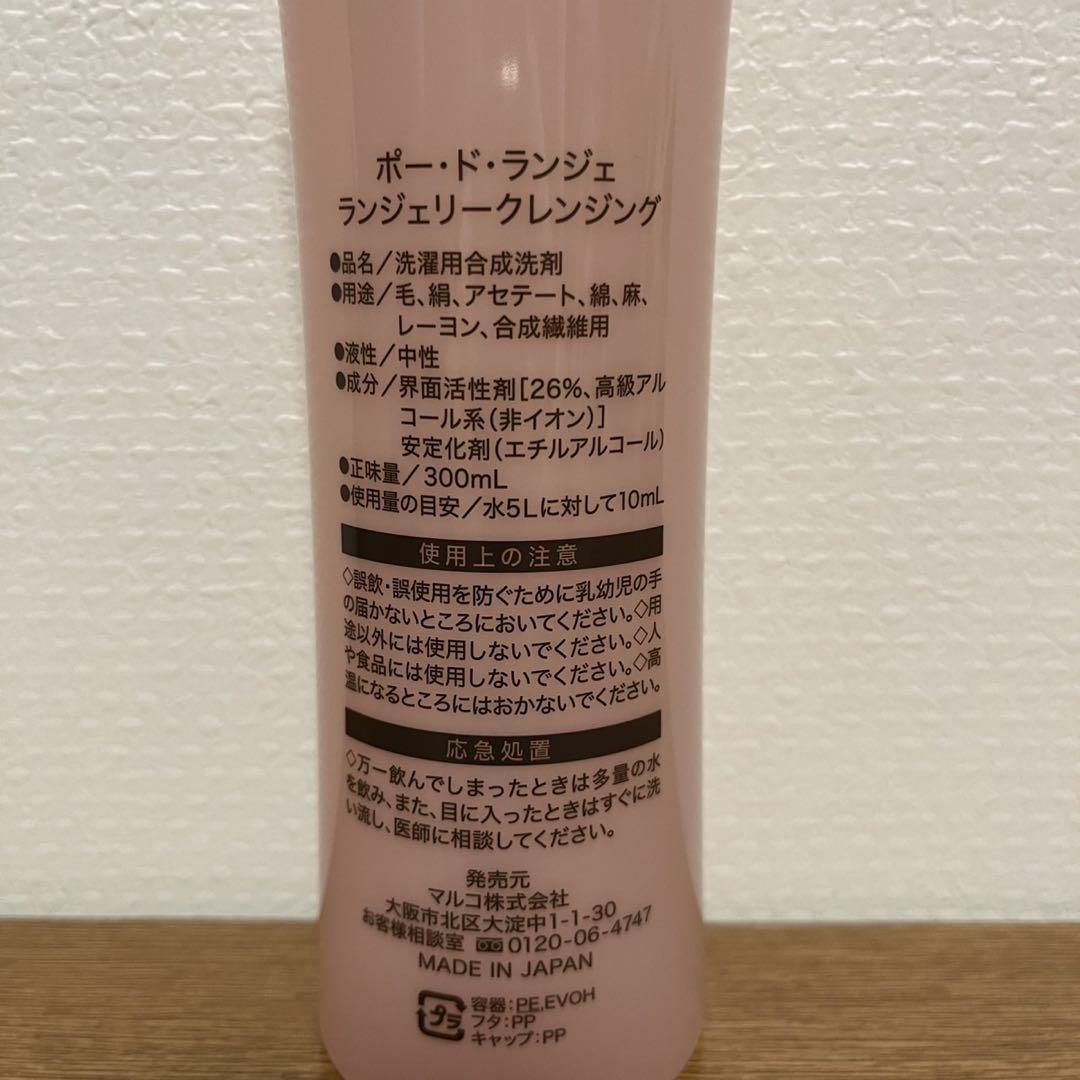 ポー・ド・ランジェ
ランジェリークレンジング
●品名/洗濯用合成洗剤
●用途/毛、絹、アセテート、綿、麻、
レーヨン、合成繊維用
●液性/中性
●成分/界面活性剤[26%、高級アル
コール系(非イオン)]
安定化剤(エチルアルコール)
●正味量/300mL
●使用量の目安/水5Lに対して10mL
使用上の注意
◇誤飲・誤使用を防ぐために乳幼児の手
の届かないところにおいてください。◇用
途以外には使用しないでください。◇人
や食品には使用しないでください。◇高
温になるところにはおかないでください。
応急処置
◇万一飲んでしまったときは多量の水
を飲み、また、目に入ったときはすぐに洗
い流し、医師に相談してください。
発売元
マルコ株式会社
大阪市北区大淀中1-1-30
お客様相談室 0120-06-4747
MADE IN JAPAN
プラ
容器:PE,EVOH
フタ:PP
キャップ:PP